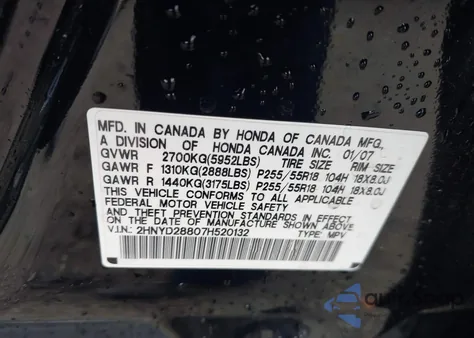 MFD. IN CANADA BY HONDA OF CANADA MFG.,
A DIVISION OF HONDA CANADA INC. 01/07
GVWR 2700KG(5952LBS) TIRE SIZE RIM SIZE
GAWR F 1310KG(2888LBS) P255/55R18 104H 18X8.0J
GAWR R 1440KG(3175LBS) P255/55R18 104H 18X8.0J
THIS VEHICLE CONFORMS TO ALL APPLICABLE
FEDERAL MOTOR VEHICLE SAFETY, BUMPER,
AND THEFT PREVENTION STANDARDS IN EFFECT
ON THE DATE OF MANUFACTURE SHOWN ABOVE.
V.I.N.: 2HNYD28807H520132 TYPE: MPV